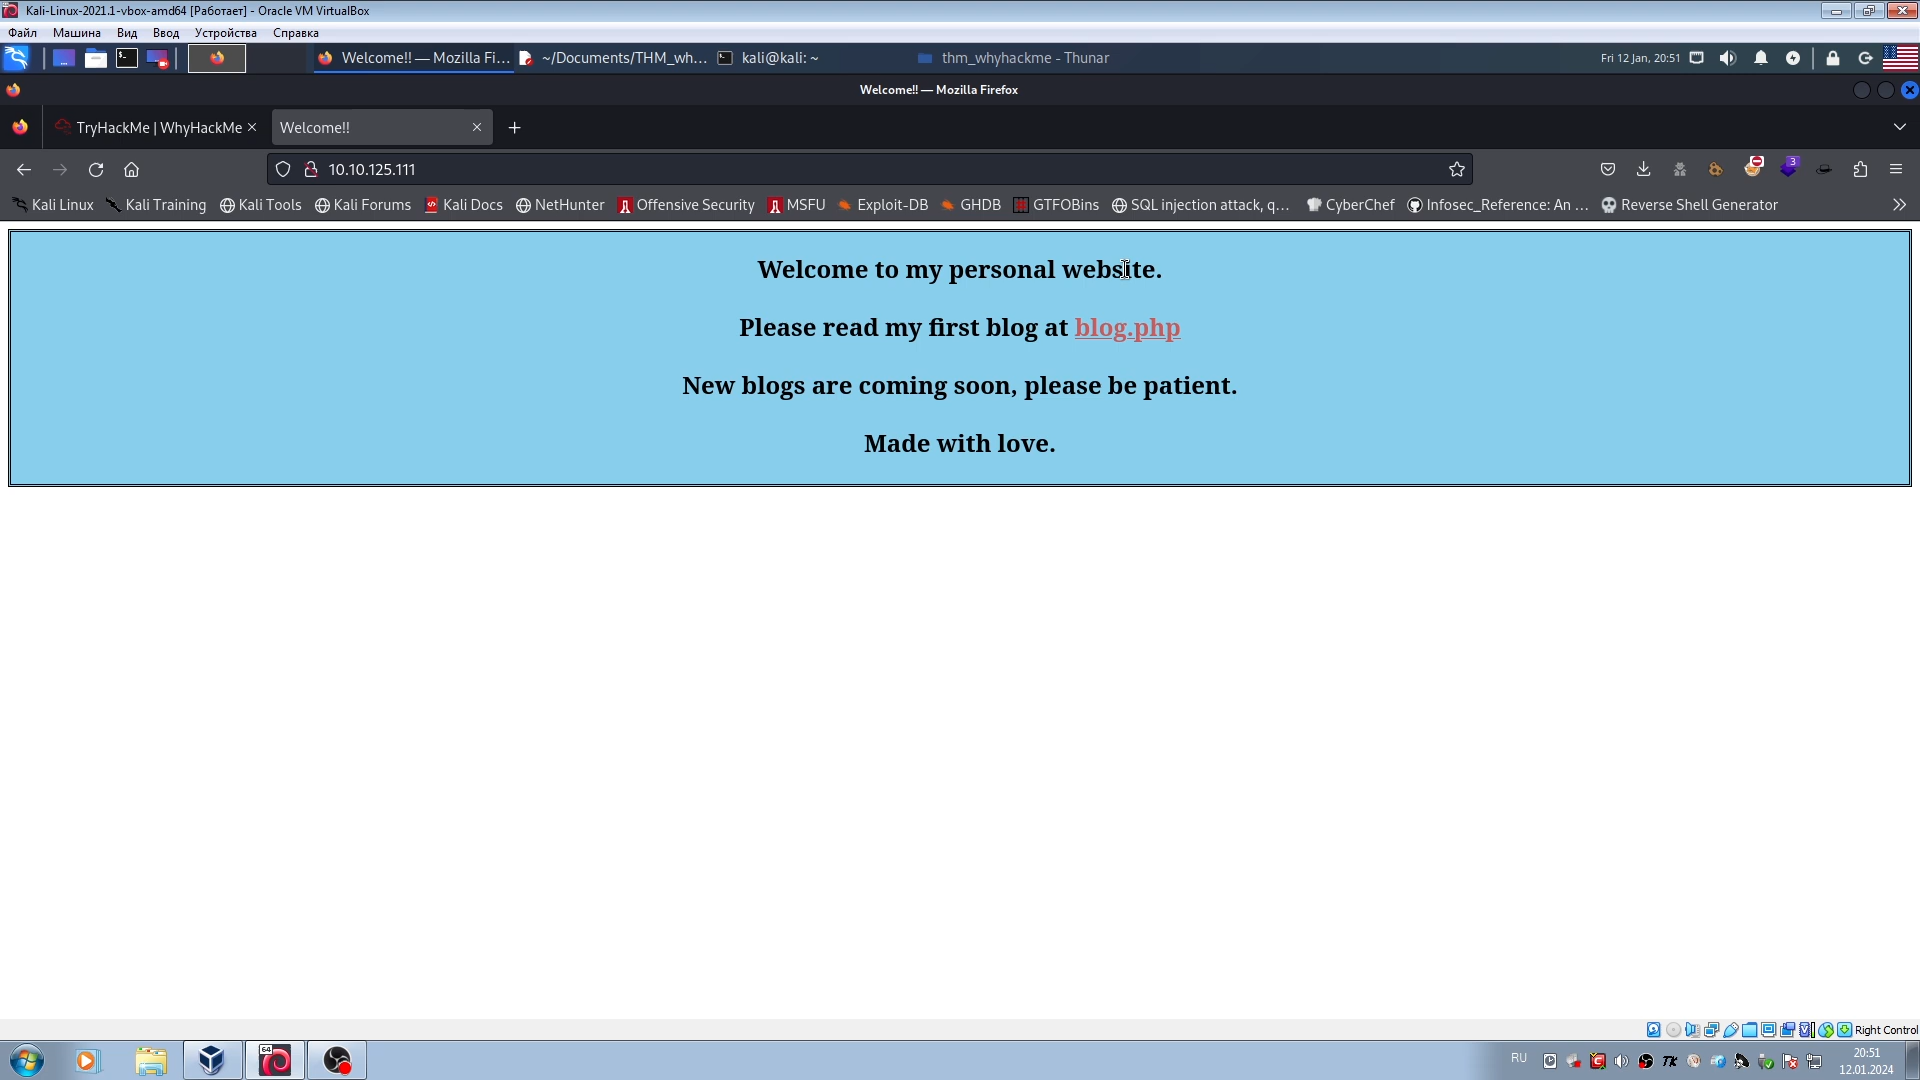 Kali-Linux-2021.1-vbox-amd64 [Работает] - Oracle VM VirtualBox
Файл Машина Вид Ввод Устройства Справка
Welcome!! — Mozilla Fi... ~/Documents/THM_wh... kali@kali: ~ thm_whyhackme - Thunar Fri 12 Jan, 20:51
Welcome!! — Mozilla Firefox
TryHackMe | WhyHackMe Welcome!!
10.10.125.111 3
Kali Linux Kali Training Kali Tools Kali Forums Kali Docs NetHunter Offensive Security MSFU Exploit-DB GHDB GTFOBins SQL injection attack, q... CyberChef Infosec_Reference: An ... Reverse Shell Generator
Welcome to my personal website.
Please read my first blog at blog.php
New blogs are coming soon, please be patient.
Made with love.
Right Control
64 RU TK 20:51
12.01.2024